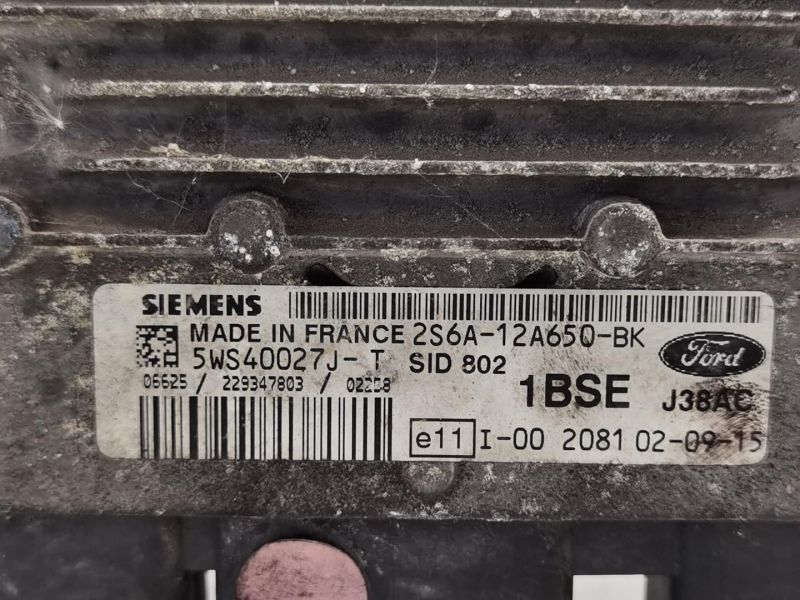 SIEMENS
MADE IN FRANCE 2S6A-12A650-BK
5WS40027J-T SID 802
Ford
06625 / 229347803 / 02258
1BSE J38AC
e11 I-00 2081 02-09-15